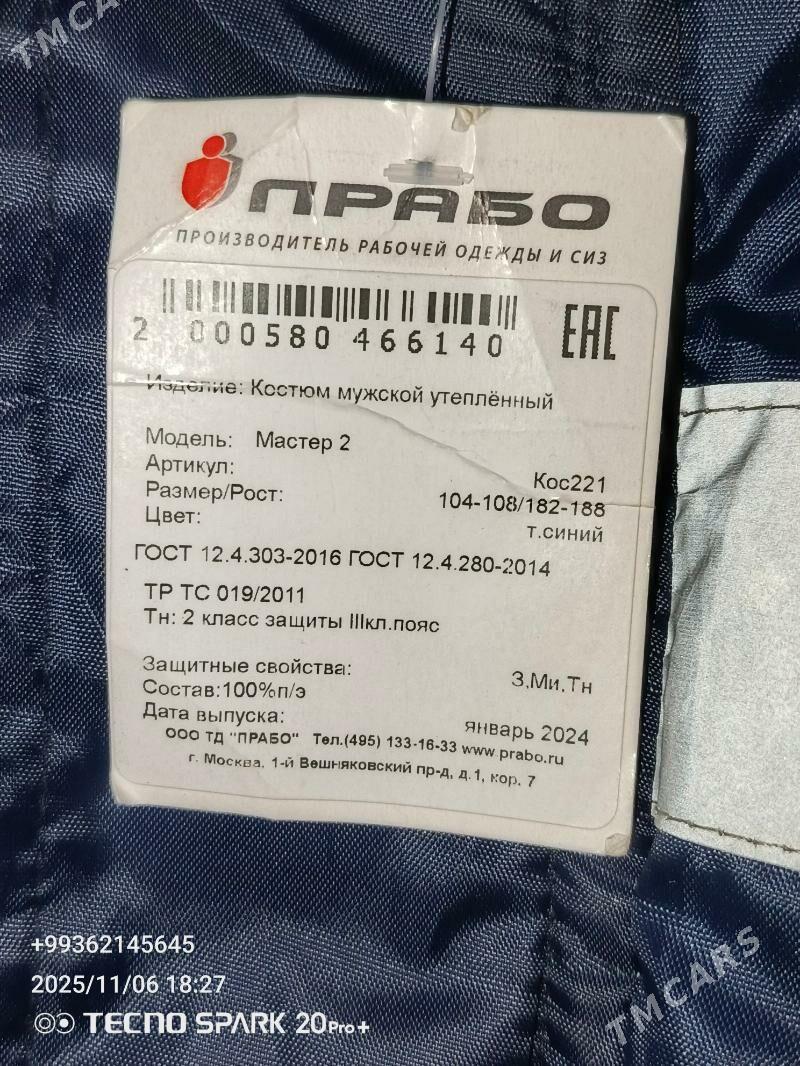 TMCARS
ПРАБО
ПРОИЗВОДИТЕЛЬ РАБОЧЕЙ ОДЕЖДЫ И СИЗ
2 000580 466140 EAC
Изделие: Костюм мужской утеплённый
Модель: Мастер 2
Артикул: Кос221
Размер/Рост: 104-108/182-188
Цвет: т.синий
ГОСТ 12.4.303-2016 ГОСТ 12.4.280-2014
ТР ТС 019/2011
Тн: 2 класс защиты IIIкл.пояс
Защитные свойства: З,Ми,Тн
Состав:100%п/э
Дата выпуска: январь 2024
ООО ТД "ПРАБО" Тел.(495) 133-16-33 www.prabo.ru
г. Москва, 1-й Вешняковский пр-д, д.1, кор. 7
+99362145645
2025/11/06 18:27
TECNO SPARK 20Pro+
TMCARS